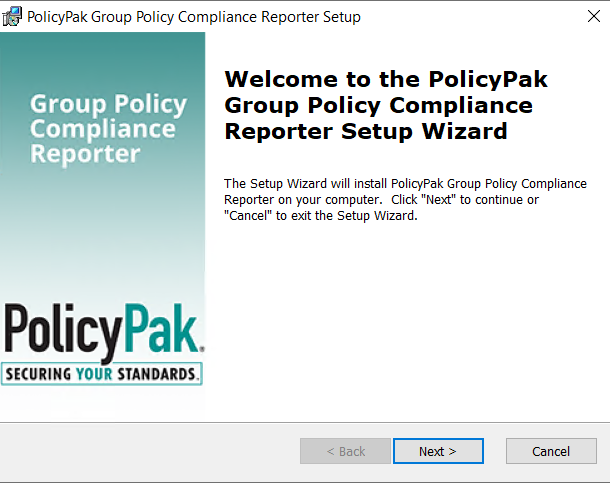 PolicyPak Group Policy Compliance Reporter Setup
Group Policy
Compliance
Reporter
Welcome to the PolicyPak
Group Policy Compliance
Reporter Setup Wizard
The Setup Wizard will install PolicyPak Group Policy Compliance
Reporter on your computer.  Click "Next" to continue or
"Cancel" to exit the Setup Wizard.
PolicyPak.
SECURING YOUR STANDARDS.
< Back
Next >
Cancel